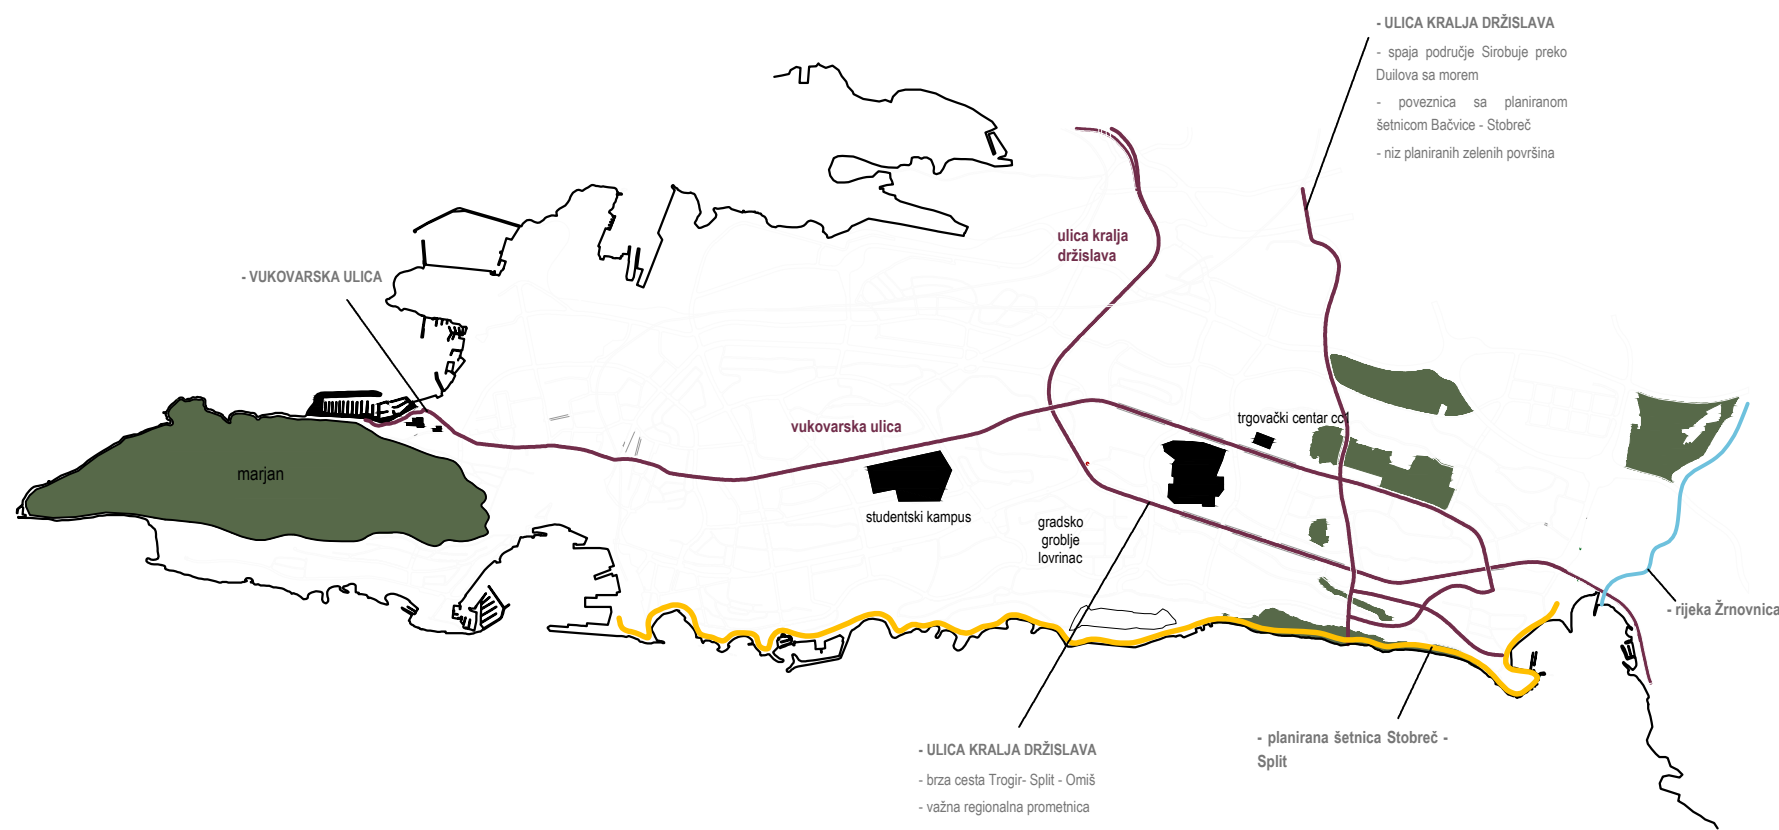 - ULICA KRALJA DRŽISLAVA
- spaja područje Sirobuje preko
Duilova sa morem
- poveznica sa planiranom
šetnicom Bačvice - Stobreč
- niz planiranih zelenih površina
ulica kralja
držislava
- VUKOVARSKA ULICA
trgovački centar cc1
vukovarska ulica
marjan
studentski kampus
gradsko
groblje
lovrinac
- rijeka Žrnovnica
- planirana šetnica Stobreč -
Split
- ULICA KRALJA DRŽISLAVA
- brza cesta Trogir- Split - Omiš
- važna regionalna prometnica